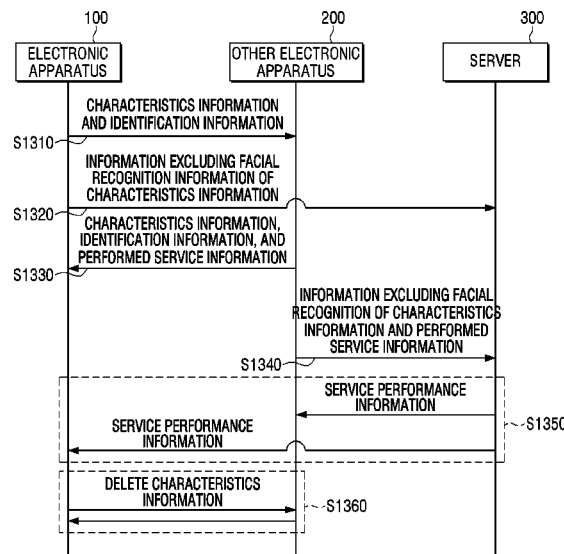 100
200
300
ELECTRONIC
APPARATUS
OTHER ELECTRONIC
APPARATUS
SERVER
CHARACTERISTICS INFORMATION
AND IDENTIFICATION INFORMATION
S1310
INFORMATION EXCLUDING FACIAL
RECOGNITION INFORMATION OF
CHARACTERISTICS INFORMATION
S1320
CHARACTERISTICS INFORMATION,
IDENTIFICATION INFORMATION, AND
PERFORMED SERVICE INFORMATION
S1330
INFORMATION EXCLUDING FACIAL
RECOGNITION OF CHARACTERISTICS
INFORMATION AND PERFORMED
SERVICE INFORMATION
S1340
SERVICE PERFORMANCE
INFORMATION
S1350
SERVICE PERFORMANCE
INFORMATION
DELETE CHARACTERISTICS
INFORMATION
S1360